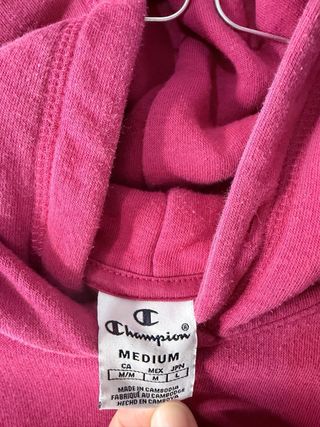 Champion
MEDIUM
CA MEX JPN
M/M M L
MADE IN CAMBODIA
FABRIQUÉ AU CAMBODGE
HECHO EN CAMBOYA